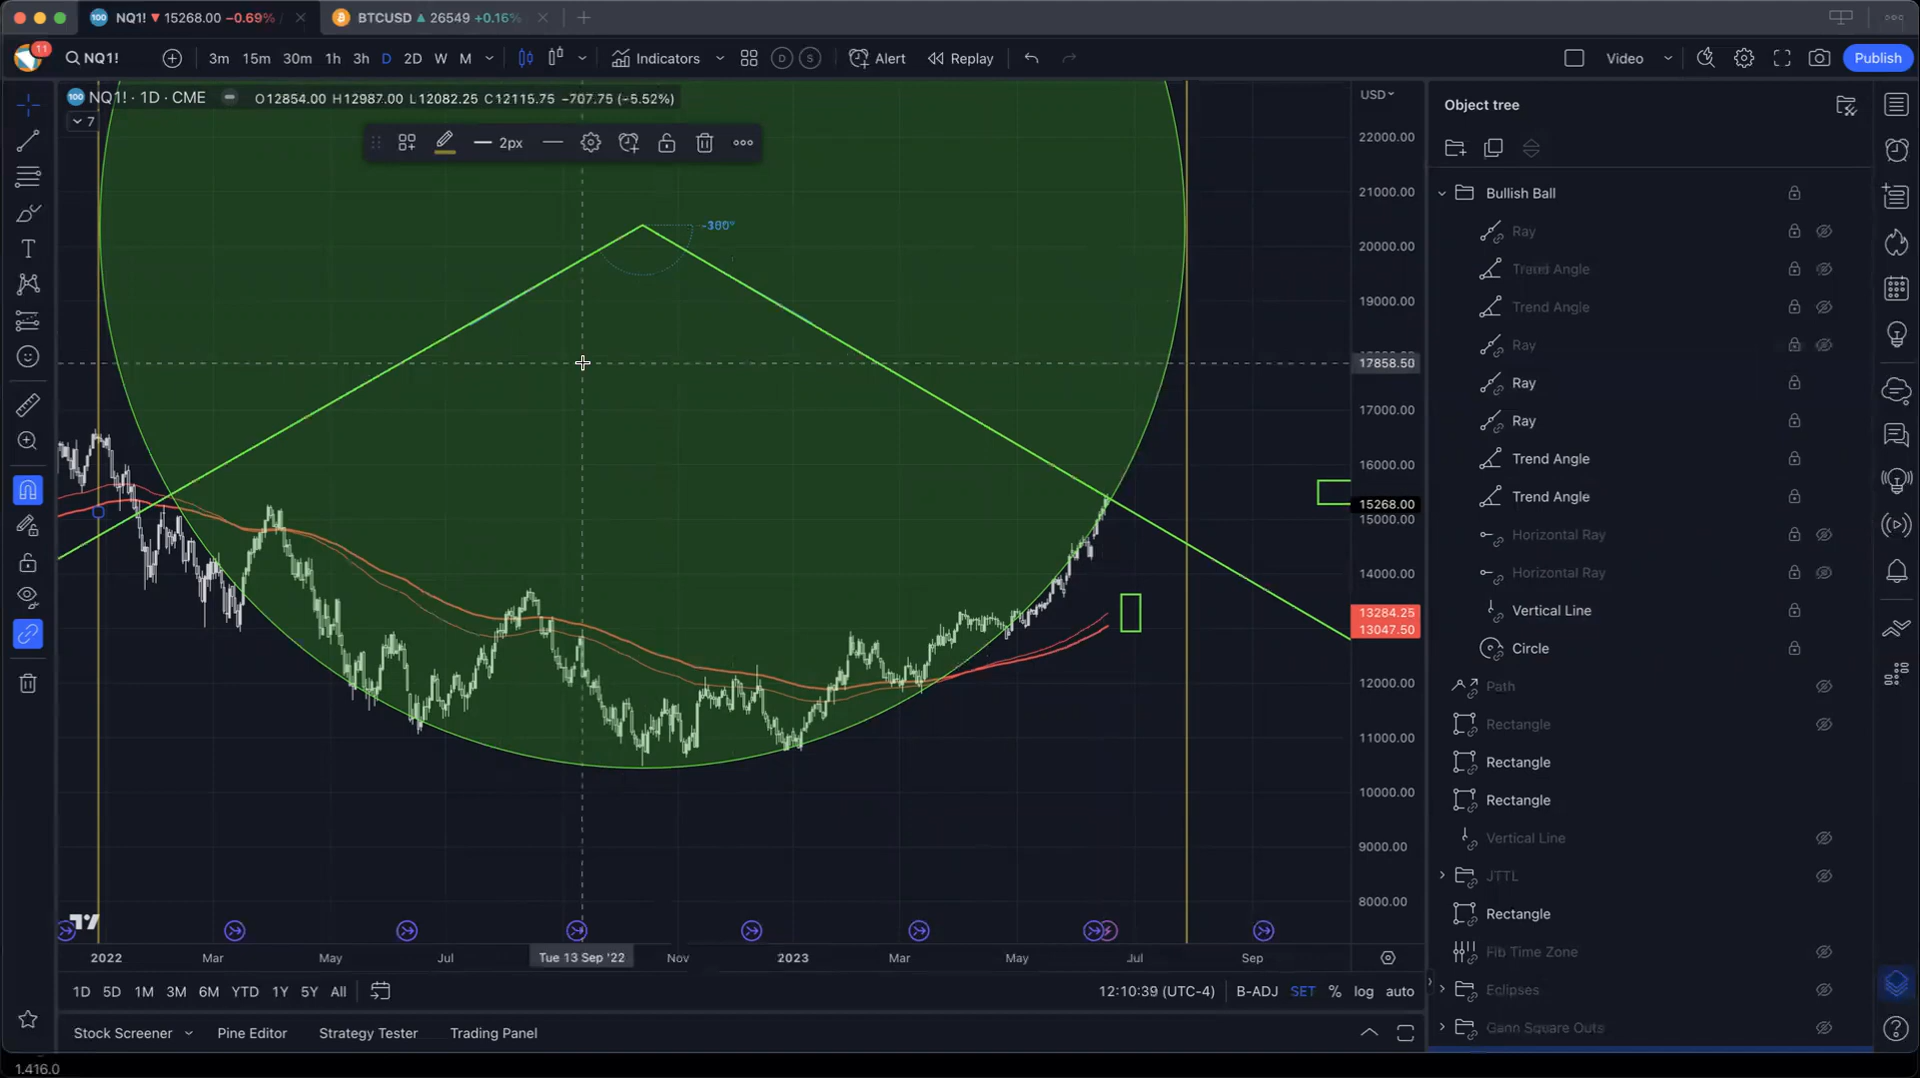 NQ1! ▼ 15268.00 −0.69% /
BTCUSD ▲ 26549 +0.16%
11
NQ1!
3m 15m 30m 1h 3h D 2D W M
Indicators
D S
Alert
Replay
Video
Publish
NQ1! · 1D · CME
O12854.00 H12987.00 L12082.25 C12115.75 −707.75 (−5.52%)
7
2px
USD
22000.00
21000.00
20000.00
19000.00
17858.50
17000.00
16000.00
15268.00
15000.00
14000.00
13284.25
13047.50
12000.00
11000.00
10000.00
9000.00
8000.00
2022 Mar May Jul Tue 13 Sep '22 Nov 2023 Mar May Jul Sep
1D 5D 1M 3M 6M YTD 1Y 5Y All
12:10:39 (UTC-4) B-ADJ SET % log auto
Stock Screener Pine Editor Strategy Tester Trading Panel
1.416.0
Object tree
Bullish Ball
Ray
Trend Angle
Trend Angle
Ray
Ray
Ray
Trend Angle
Trend Angle
Horizontal Ray
Horizontal Ray
Vertical Line
Circle
Path
Rectangle
Rectangle
Rectangle
Vertical Line
JTTL
Rectangle
Fib Time Zone
Eclipses
Gann Square Outs